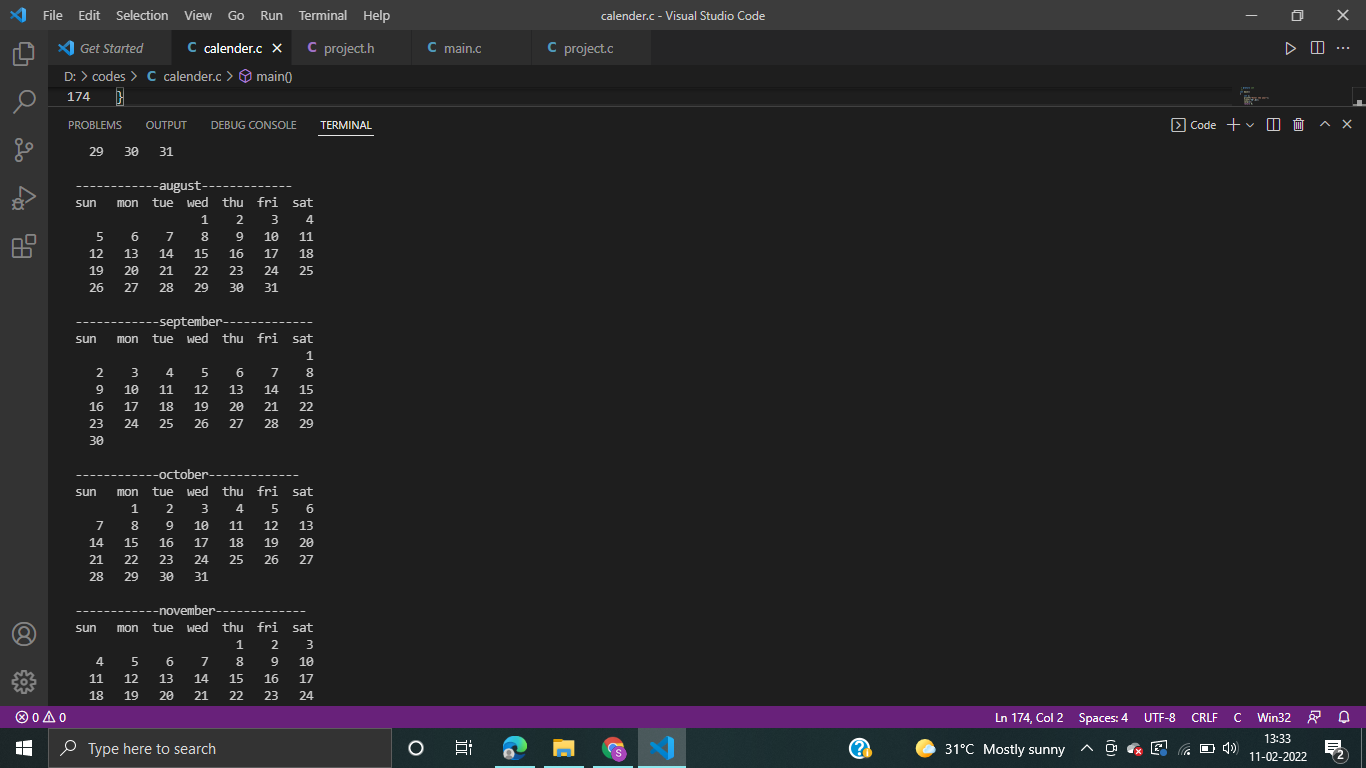 File Edit Selection View Go Run Terminal Help calender.c - Visual Studio Code
Get Started C calender.c C project.h C main.c C project.c
D: > codes > C calender.c > main()
174 }
PROBLEMS OUTPUT DEBUG CONSOLE TERMINAL Code
29 30 31
------------august-------------
sun mon tue wed thu fri sat
1 2 3 4
5 6 7 8 9 10 11
12 13 14 15 16 17 18
19 20 21 22 23 24 25
26 27 28 29 30 31
------------september-------------
sun mon tue wed thu fri sat
1
2 3 4 5 6 7 8
9 10 11 12 13 14 15
16 17 18 19 20 21 22
23 24 25 26 27 28 29
30
------------october-------------
sun mon tue wed thu fri sat
1 2 3 4 5 6
7 8 9 10 11 12 13
14 15 16 17 18 19 20
21 22 23 24 25 26 27
28 29 30 31
------------november-------------
sun mon tue wed thu fri sat
1 2 3
4 5 6 7 8 9 10
11 12 13 14 15 16 17
18 19 20 21 22 23 24
0 0 Ln 174, Col 2 Spaces: 4 UTF-8 CRLF C Win32
Type here to search S 31°C Mostly sunny 13:33
11-02-2022 2